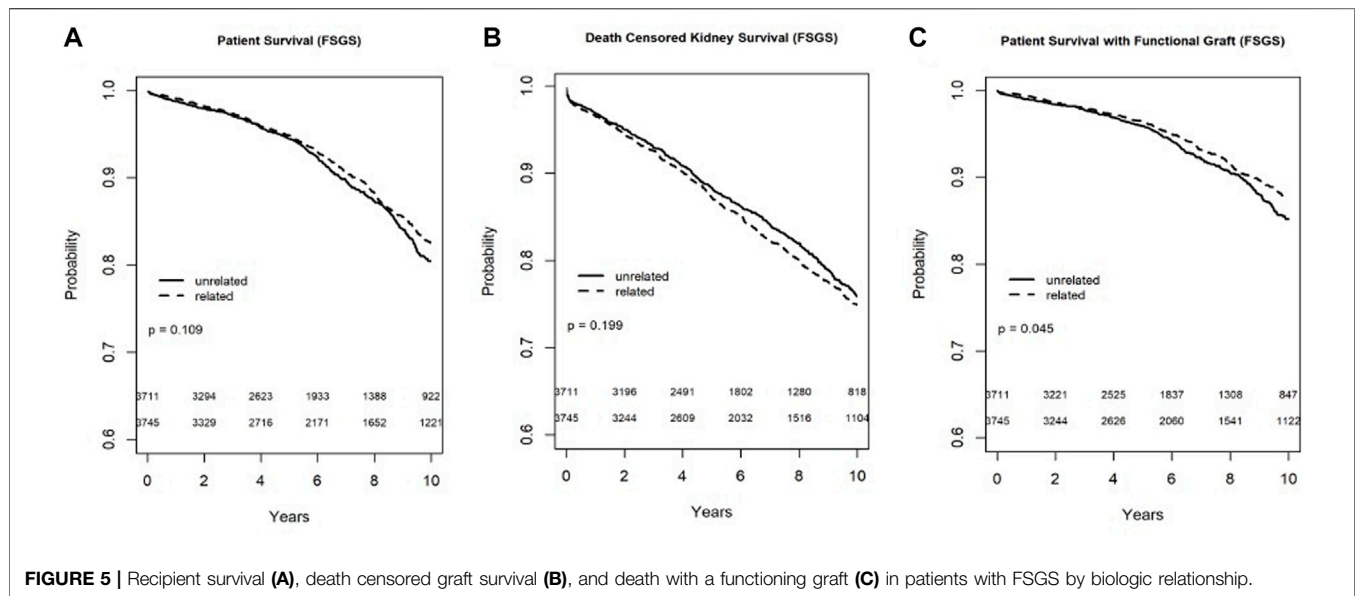 A
Patient Survival (FSGS)
Probability
1.0
0.9
0.8
0.7
0.6
unrelated
related
p = 0.109
3711 3294 2623 1933 1388 922
3745 3329 2716 2171 1652 1221
0 2 4 6 8 10
Years
B
Death Censored Kidney Survival (FSGS)
Probability
1.0
0.9
0.8
0.7
0.6
unrelated
related
p = 0.199
3711 3196 2491 1802 1280 818
3745 3244 2609 2032 1516 1104
0 2 4 6 8 10
Years
C
Patient Survival with Functional Graft (FSGS)
Probability
1.0
0.9
0.8
0.7
0.6
unrelated
related
p = 0.045
3711 3221 2525 1837 1308 847
3745 3244 2626 2060 1541 1122
0 2 4 6 8 10
Years
FIGURE 5 | Recipient survival (A), death censored graft survival (B), and death with a functioning graft (C) in patients with FSGS by biologic relationship.